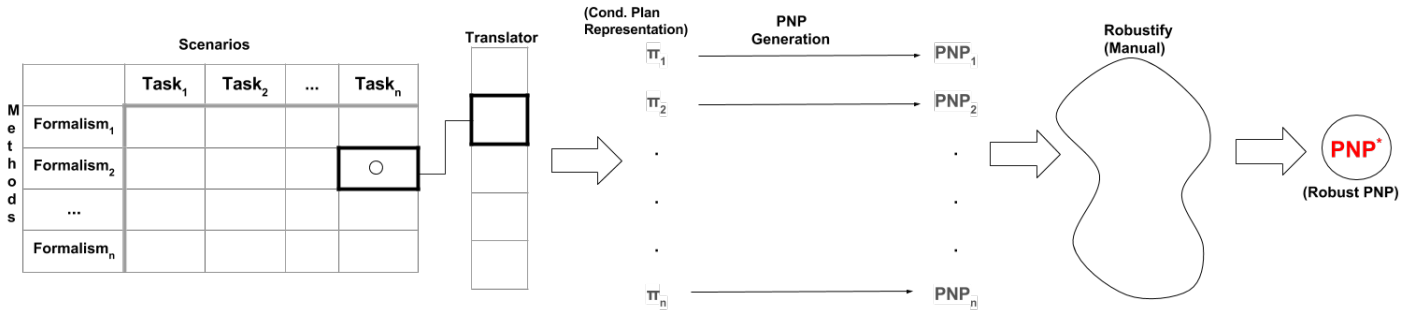 Scenarios
Task1 Task2 ... Taskn
Methods
Formalism1
Formalism2
...
Formalismn
Translator
(Cond. Plan
Representation)
PNP
Generation
π1 PNP1
π2 PNP2
. .
. .
πn PNPn
Robustify
(Manual)
PNP*
(Robust PNP)